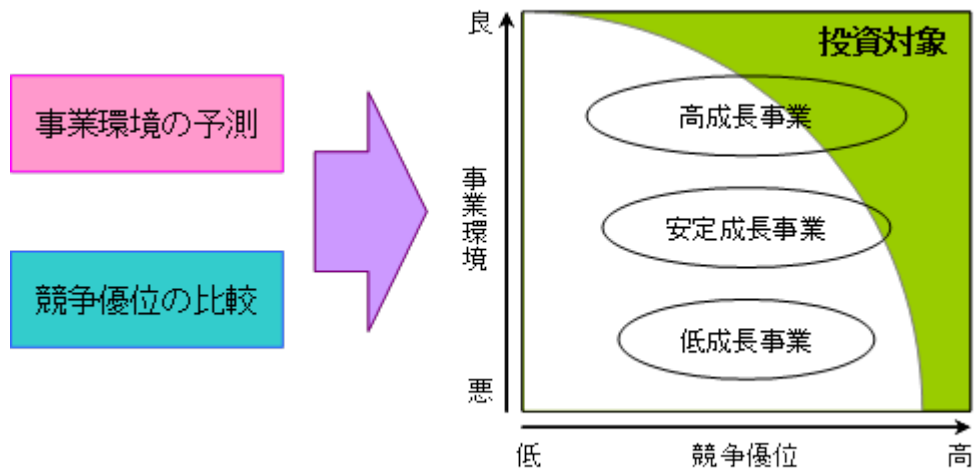 事業環境の予測
競争優位の比較
良
事業環境
悪
投資対象
高成長事業
安定成長事業
低成長事業
低
競争優位
高